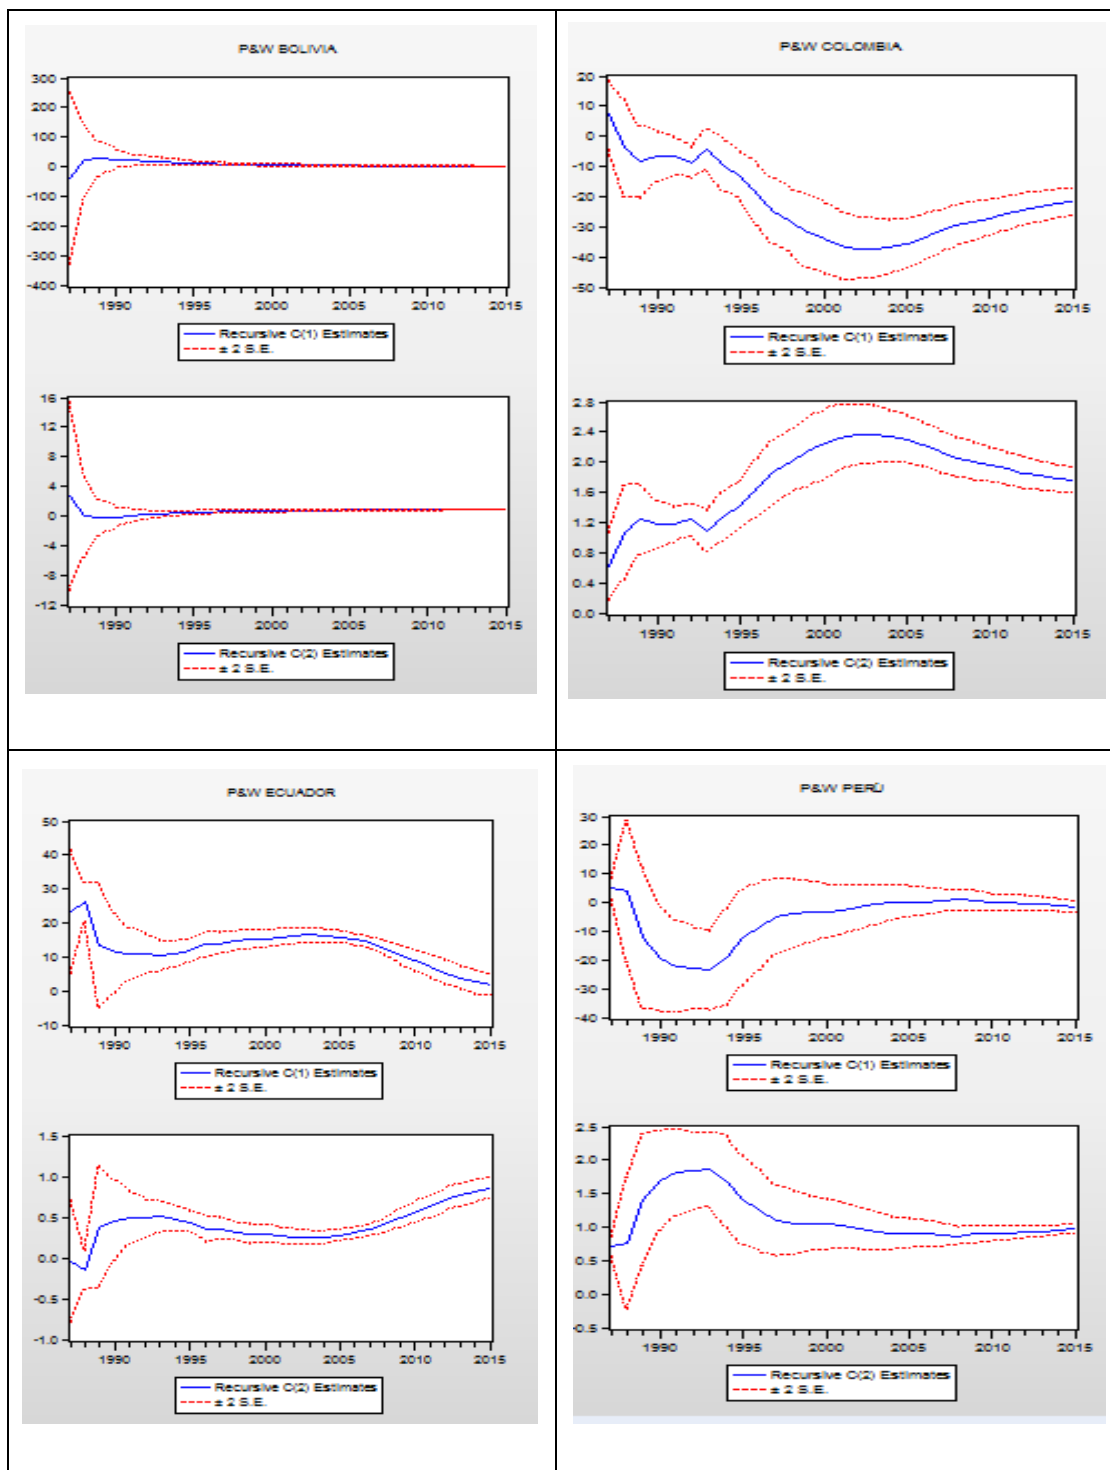 P&W BOLIVIA
300
200
100
0
-100
-200
-300
-400
1990 1995 2000 2005 2010 2015
Recursive C(1) Estimates
± 2 S.E.
16
12
8
4
0
-4
-8
-12
1990 1995 2000 2005 2010 2015
Recursive C(2) Estimates
± 2 S.E.
P&W COLOMBIA
20
10
0
-10
-20
-30
-40
-50
1990 1995 2000 2005 2010 2015
Recursive C(1) Estimates
± 2 S.E.
2.8
2.4
2.0
1.6
1.2
0.8
0.4
0.0
1990 1995 2000 2005 2010 2015
Recursive C(2) Estimates
± 2 S.E.
P&W ECUADOR
50
40
30
20
10
0
-10
1990 1995 2000 2005 2010 2015
Recursive C(1) Estimates
± 2 S.E.
1.5
1.0
0.5
0.0
-0.5
-1.0
1990 1995 2000 2005 2010 2015
Recursive C(2) Estimates
± 2 S.E.
P&W PERÚ
30
20
10
0
-10
-20
-30
-40
1990 1995 2000 2005 2010 2015
Recursive C(1) Estimates
± 2 S.E.
2.5
2.0
1.5
1.0
0.5
0.0
-0.5
1990 1995 2000 2005 2010 2015
Recursive C(2) Estimates
± 2 S.E.